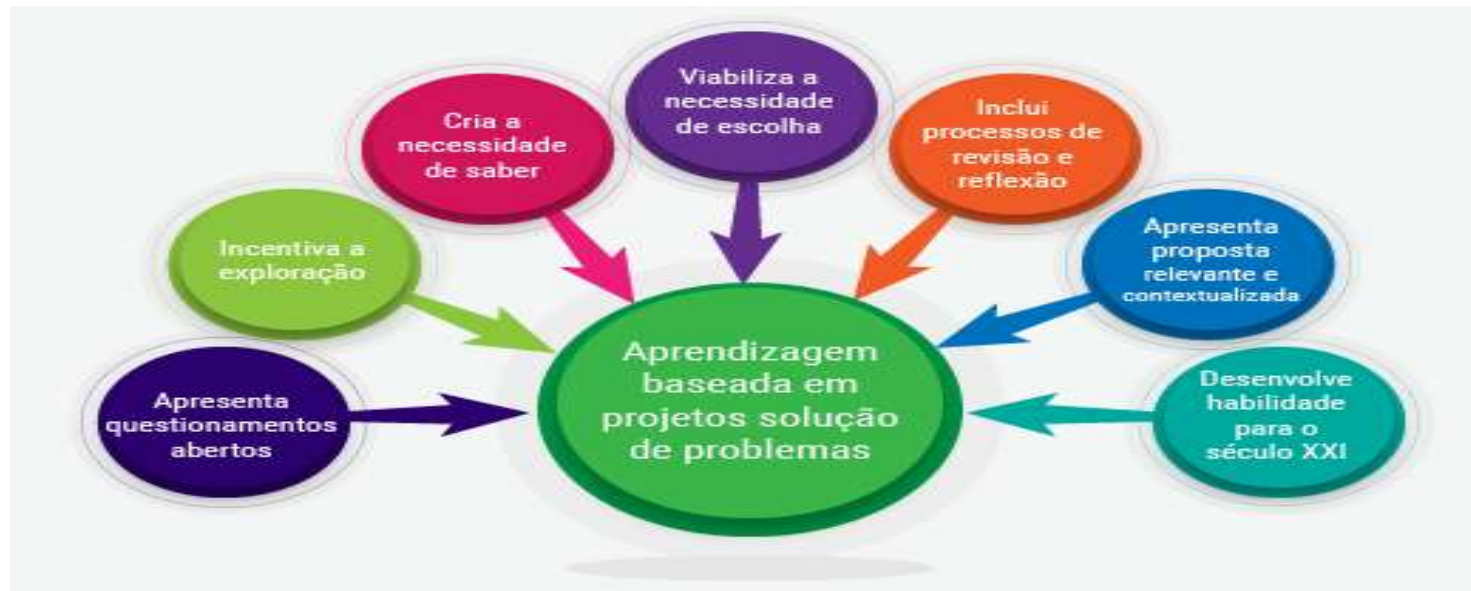 Apresenta
questionamentos
abertos
Incentiva a
exploração
Cria a
necessidade
de saber
Viabiliza a
necessidade
de escolha
Inclui
processos de
revisão e
reflexão
Apresenta
proposta
relevante e
contextualizada
Desenvolve
habilidade
para o
século XXI
Aprendizagem
baseada em
projetos solução
de problemas